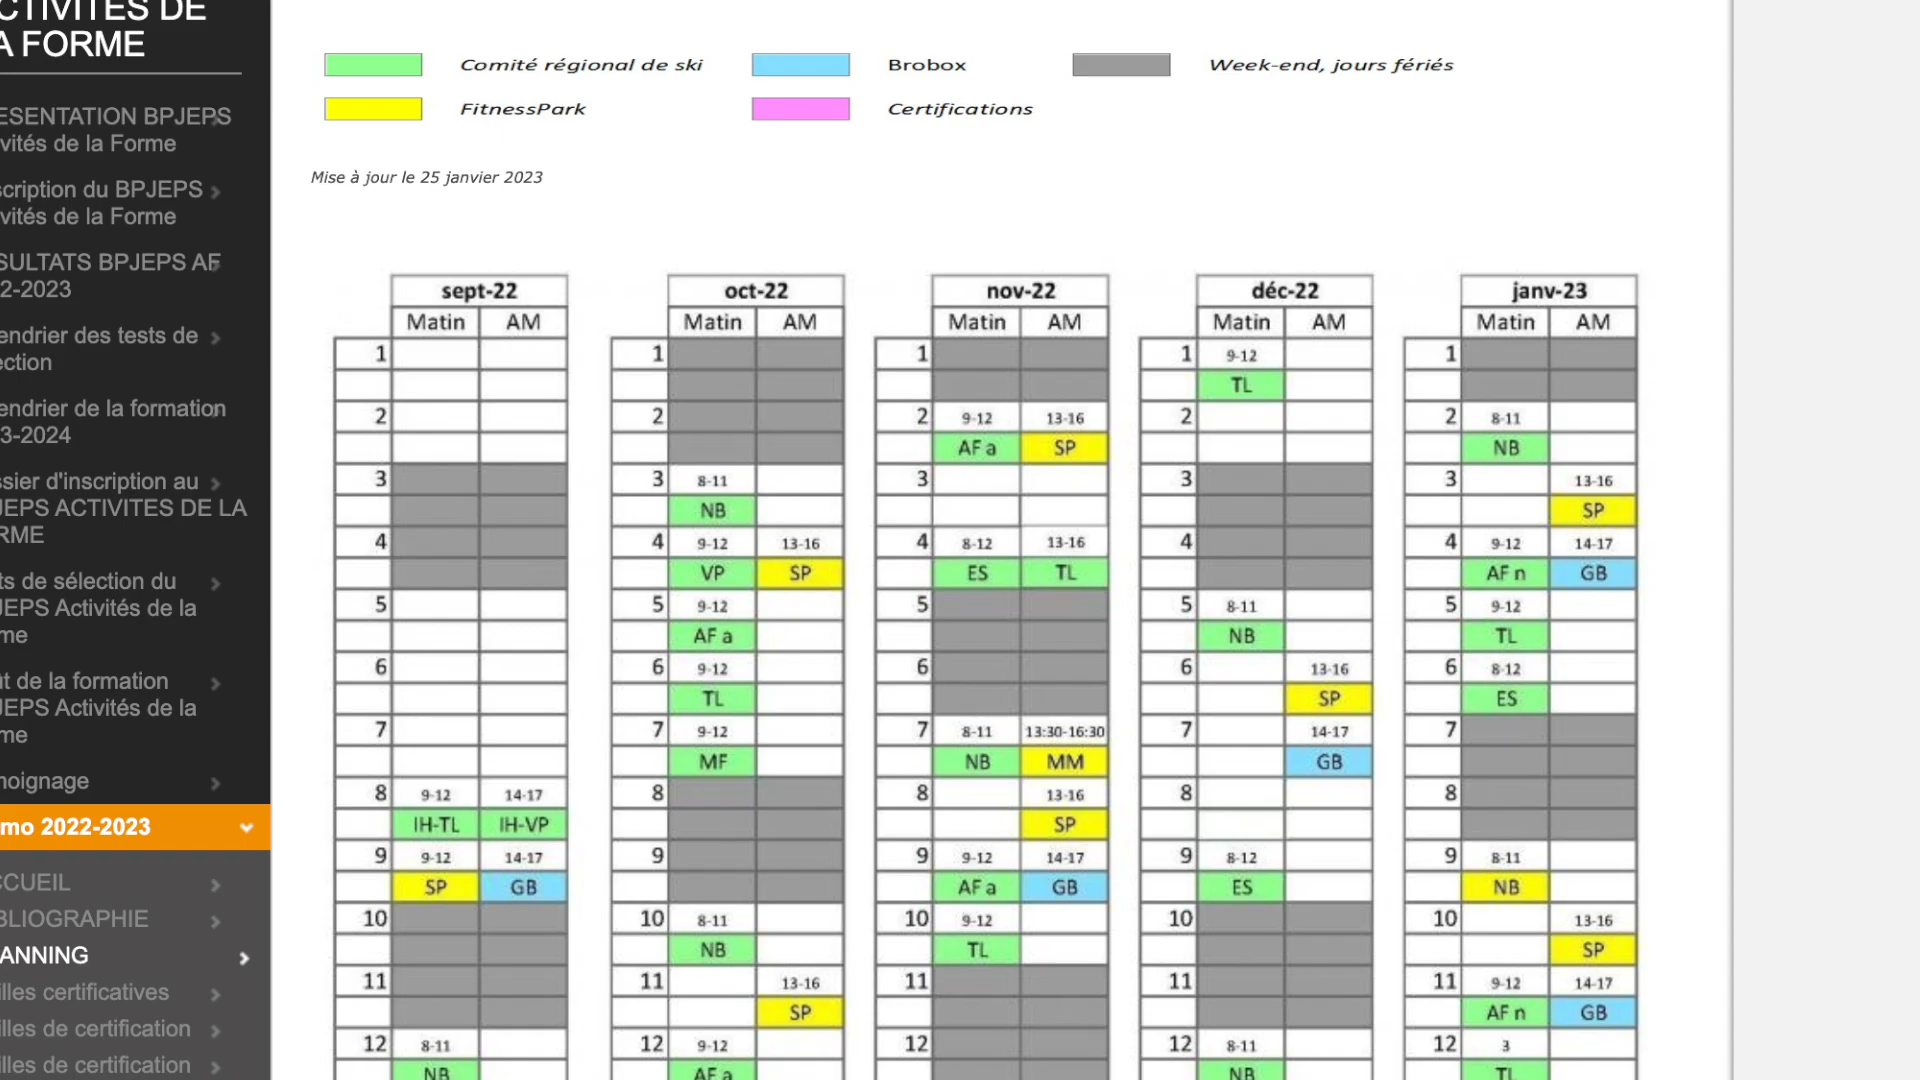 CTIVITES DE
A FORME
ESENTATION BPJEPS
vités de la Forme
scription du BPJEPS
vités de la Forme
SULTATS BPJEPS AF
2-2023
endrier des tests de
ection
endrier de la formation
3-2024
ssier d'inscription au
JEPS ACTIVITES DE LA
RME
ts de sélection du
JEPS Activités de la
me
t de la formation
JEPS Activités de la
me
moignage
mo 2022-2023
CCUEIL
BLIOGRAPHIE
ANNING
illes certificatives
illes de certification
illes de certification
Comité régional de ski Brobox Week-end, jours fériés
FitnessPark Certifications
Mise à jour le 25 janvier 2023
sept-22 oct-22 nov-22 déc-22 janv-23
Matin AM Matin AM Matin AM Matin AM Matin AM
1 1 1 1 9-12 1
TL
2 2 2 9-12 13-16 2 2 8-11
AF a SP NB
3 3 8-11 3 3 3 13-16
NB SP
4 4 9-12 13-16 4 8-12 13-16 4 4 9-12 14-17
VP SP ES TL AF n GB
5 5 9-12 5 5 8-11 5 9-12
AF a NB TL
6 6 9-12 6 6 13-16 6 8-12
TL SP ES
7 7 9-12 7 8-11 13:30-16:30 7 14-17 7
MF NB MM GB
8 9-12 14-17 8 8 13-16 8 8
IH-TL IH-VP SP
9 9-12 14-17 9 9 9-12 14-17 9 8-12 9 8-11
SP GB AF a GB ES NB
10 10 8-11 10 9-12 10 10 13-16
NB TL SP
11 11 13-16 11 11 11 9-12 14-17
SP AF n GB
12 8-11 12 9-12 12 12 8-11 12 3
NB AF a NB TL